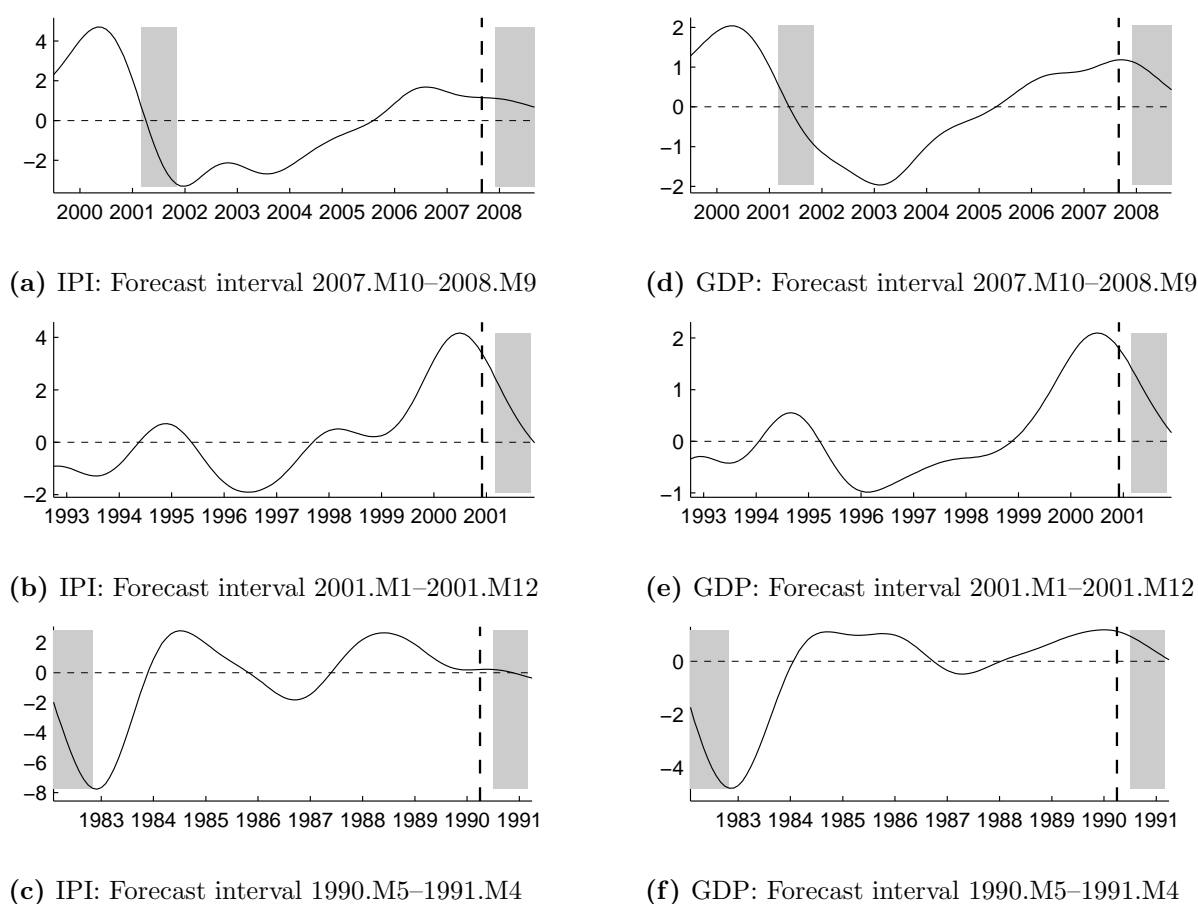 4
2
0
−2
2000 2001 2002 2003 2004 2005 2006 2007 2008
(a) IPI: Forecast interval 2007.M10–2008.M9
2
1
0
−1
−2
2000 2001 2002 2003 2004 2005 2006 2007 2008
(d) GDP: Forecast interval 2007.M10–2008.M9
4
2
0
−2
1993 1994 1995 1996 1997 1998 1999 2000 2001
(b) IPI: Forecast interval 2001.M1–2001.M12
2
1
0
−1
1993 1994 1995 1996 1997 1998 1999 2000 2001
(e) GDP: Forecast interval 2001.M1–2001.M12
2
0
−2
−4
−6
−8
1983 1984 1985 1986 1987 1988 1989 1990 1991
(c) IPI: Forecast interval 1990.M5–1991.M4
0
−2
−4
1983 1984 1985 1986 1987 1988 1989 1990 1991
(f) GDP: Forecast interval 1990.M5–1991.M4